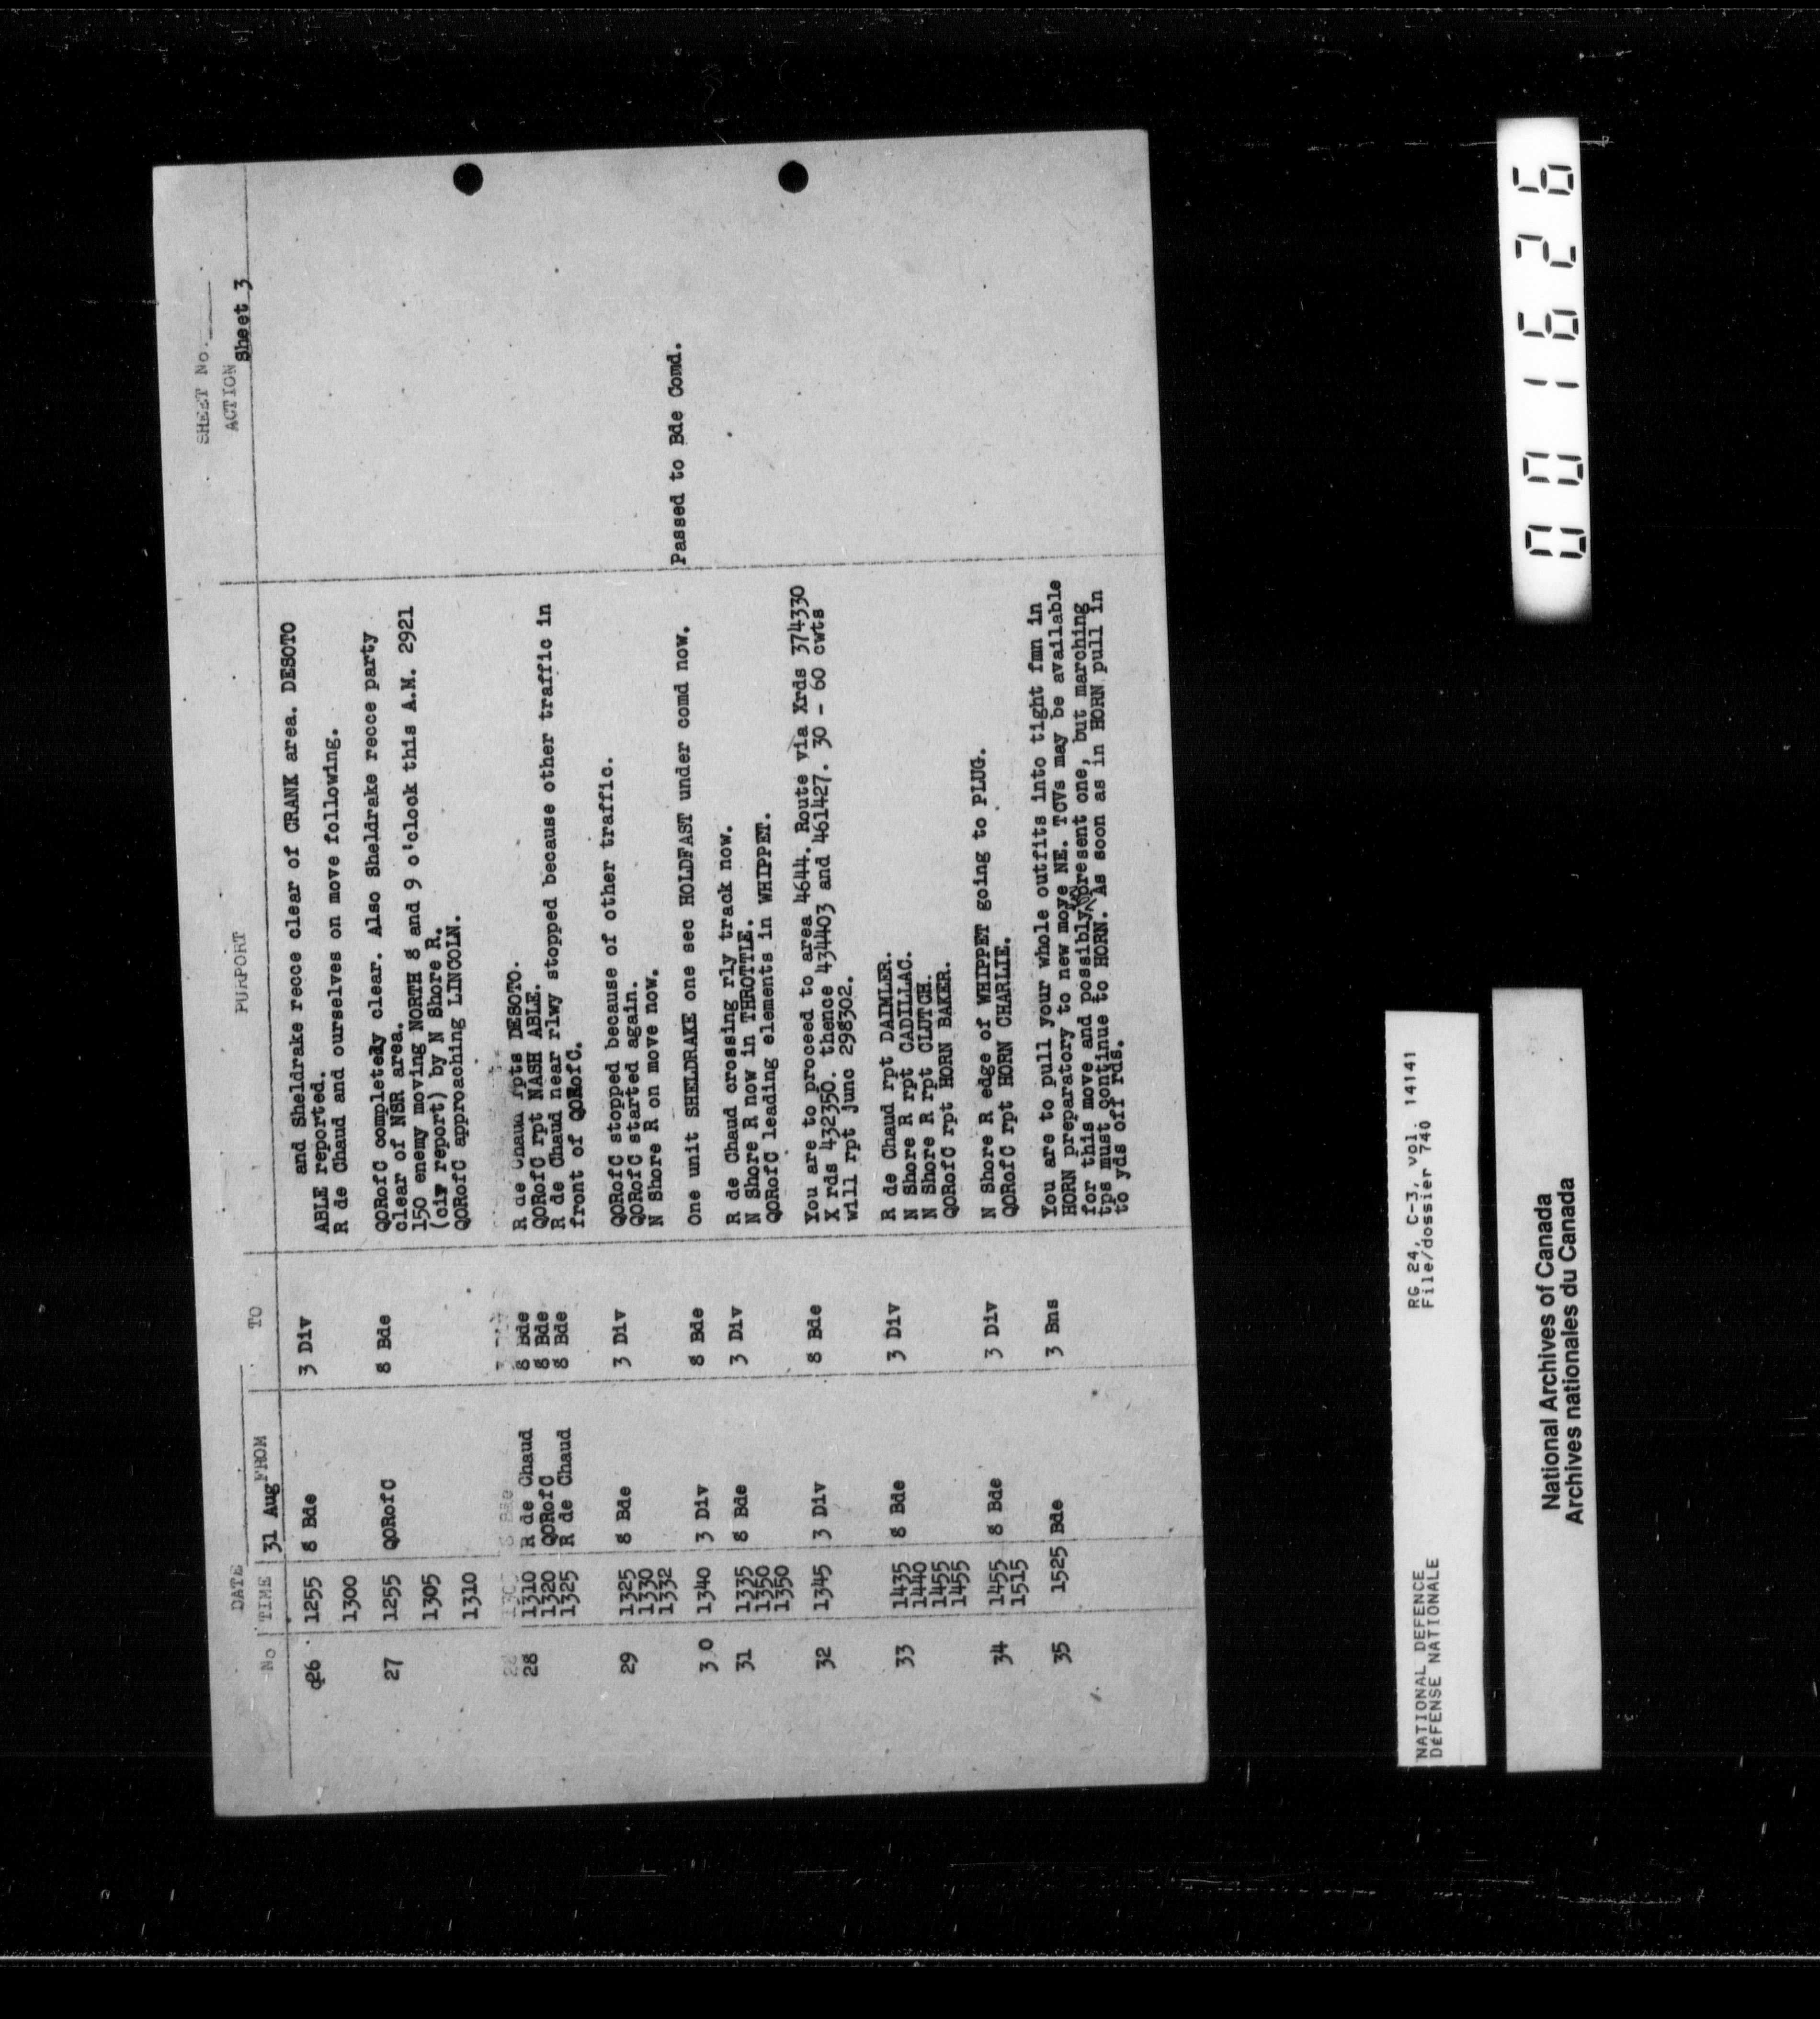 SHEET No.
DATE
PURPORT
ACTION
Sheet 3
No TIME 31 Aug FROM TO
26 1255 8 Bde 3 Div and Sheldrake recce clear of CRANK area. DESOTO
ABLE reported.
1300 R de Chaud and ourselves on move following.
27 1255 QORofC 8 Bde QORofC completely clear. Also Sheldrake recce party
clear of NSR area.
1305 150 enemy moving NORTH 8 and 9 o'clock this A.M. 2921
(civ report) by N Shore R.
1310 QORofC approaching LINCOLN.
28 1310 R de Chaud 8 Bde R de Chaud rpts DESOTO.
1320 QORofC 8 Bde QORofC rpt NASH ABLE.
1325 R de Chaud 8 Bde R de Chaud near rlwy stopped because other traffic in
front of QORofC.
29 1325 8 Bde 3 Div QORofC stopped because of other traffic.
1330 QORofC started again.
1332 N Shore R on move now.
30 1340 3 Div 8 Bde One unit SHELDRAKE one sec HOLDFAST under comd now. Passed to Bde Comd.
31 1335 8 Bde 3 Div R de Chaud crossing rly track now.
1350 N Shore R now in THROTTLE.
1350 QORofC leading elements in WHIPPET.
32 1345 3 Div 8 Bde You are to proceed to area 4644. Route via Xrds 374330
X rds 432350. thence 434403 and 461427. 30 - 60 cwts
will rpt junc 298302.
33 1435 8 Bde 3 Div R de Chaud rpt DAIMLER.
1440 N Shore R rpt CADILLAC.
1455 N Shore R rpt CLUTCH.
1455 QORofC rpt HORN BAKER.
34 1455 8 Bde 3 Div N Shore R edge of WHIPPET going to PLUG.
1515 QORofC rpt HORN CHARLIE.
35 1525 Bde 3 Bns You are to pull your whole outfits into tight fmn in
HORN preparatory to new move NE. TCVs may be available
for this move and possibly present one, but marching
tps must continue to HORN. As soon as in HORN pull in
to yds off rds.
NATIONAL DEFENCE RG 24, C-3, vol. 14141
DÉFENSE NATIONALE File/dossier 740
National Archives of Canada
Archives nationales du Canada
001626